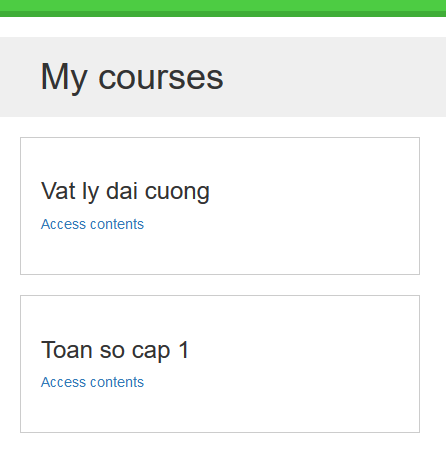 My courses
Vat ly dai cuong
Access contents
Toan so cap 1
Access contents